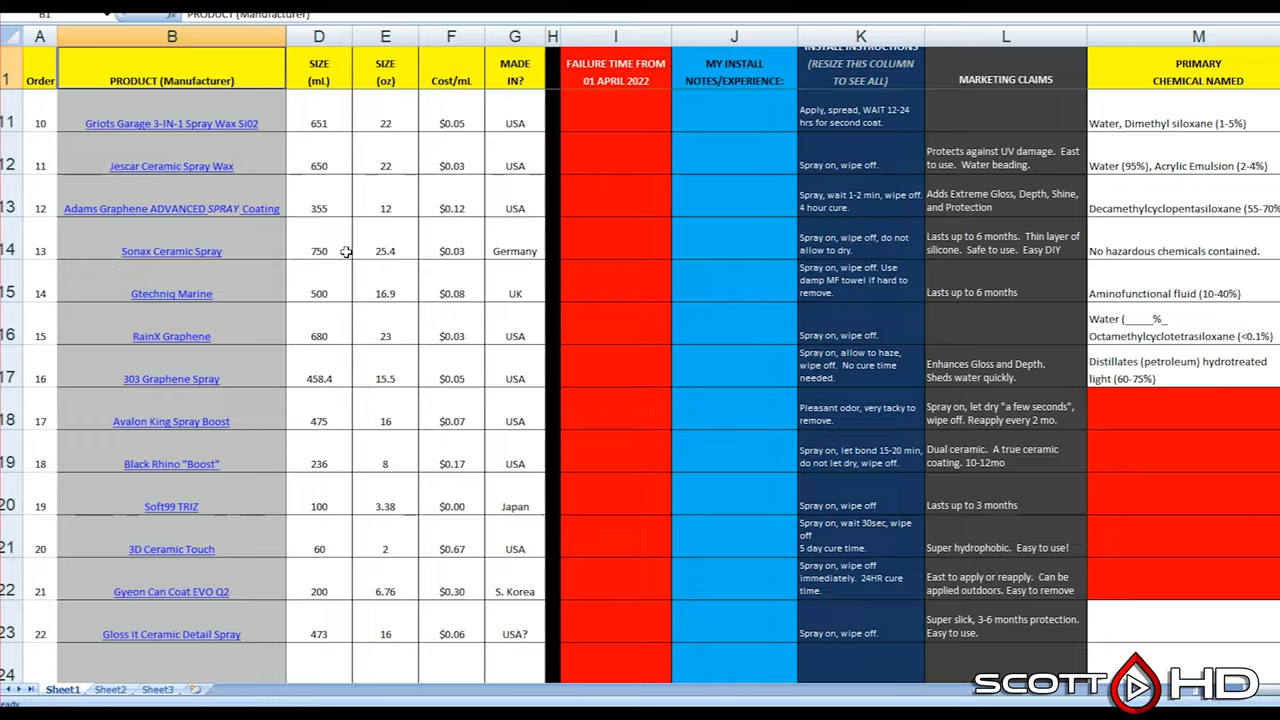 B1 PRODUCT (Manufacturer)
A B D E F G H I J K L M
1 Order PRODUCT (Manufacturer) SIZE (mL) SIZE (oz) Cost/mL MADE IN? FAILURE TIME FROM 01 APRIL 2022 MY INSTALL NOTES/EXPERIENCE: INSTALL INSTRUCTIONS (RESIZE THIS COLUMN TO SEE ALL) MARKETING CLAIMS PRIMARY CHEMICAL NAMED
11 10 Griots Garage 3-IN-1 Spray Wax Si02 651 22 $0.05 USA Apply, spread, WAIT 12-24 hrs for second coat. Water, Dimethyl siloxane (1-5%)
12 11 Jescar Ceramic Spray Wax 650 22 $0.03 USA Spray on, wipe off. Protects against UV damage. East to use. Water beading. Water (95%), Acrylic Emulsion (2-4%)
13 12 Adams Graphene ADVANCED SPRAY Coating 355 12 $0.12 USA Spray, wait 1-2 min, wipe off. 4 hour cure. Adds Extreme Gloss, Depth, Shine, and Protection Decamethylcyclopentasiloxane (55-70%
14 13 Sonax Ceramic Spray 750 25.4 $0.03 Germany Spray on, wipe off, do not allow to dry. Lasts up to 6 months. Thin layer of silicone. Safe to use. Easy DIY No hazardous chemicals contained.
15 14 Gtechniq Marine 500 16.9 $0.08 UK Spray on, wipe off. Use damp MF towel if hard to remove. Lasts up to 6 months Aminofunctional fluid (10-40%)
16 15 RainX Graphene 680 23 $0.03 USA Spray on, wipe off. Water (____%_ Octamethylcyclotetrasiloxane (<0.1%)
17 16 303 Graphene Spray 458.4 15.5 $0.05 USA Spray on, allow to haze, wipe off. No cure time needed. Enhances Gloss and Depth. Sheds water quickly. Distillates (petroleum) hydrotreated light (60-75%)
18 17 Avalon King Spray Boost 475 16 $0.07 USA Pleasant odor, very tacky to remove. Spray on, let dry "a few seconds", wipe off. Reapply every 2 mo.
19 18 Black Rhino "Boost" 236 8 $0.17 USA Spray on, let bond 15-20 min, do not let dry, wipe off. Dual ceramic. A true ceramic coating. 10-12mo
20 19 Soft99 TRIZ 100 3.38 $0.00 Japan Spray on, wipe off Lasts up to 3 months
21 20 3D Ceramic Touch 60 2 $0.67 USA Spray on, wait 30sec, wipe off 5 day cure time. Super hydrophobic. Easy to use!
22 21 Gyeon Can Coat EVO Q2 200 6.76 $0.30 S. Korea Spray on, wipe off immediately. 24HR cure time. East to apply or reapply. Can be applied outdoors. Easy to remove
23 22 Gloss It Ceramic Detail Spray 473 16 $0.06 USA? Spray on, wipe off. Super slick, 3-6 months protection. Easy to use.
24
Sheet1 Sheet2 Sheet3
SCOTT HD